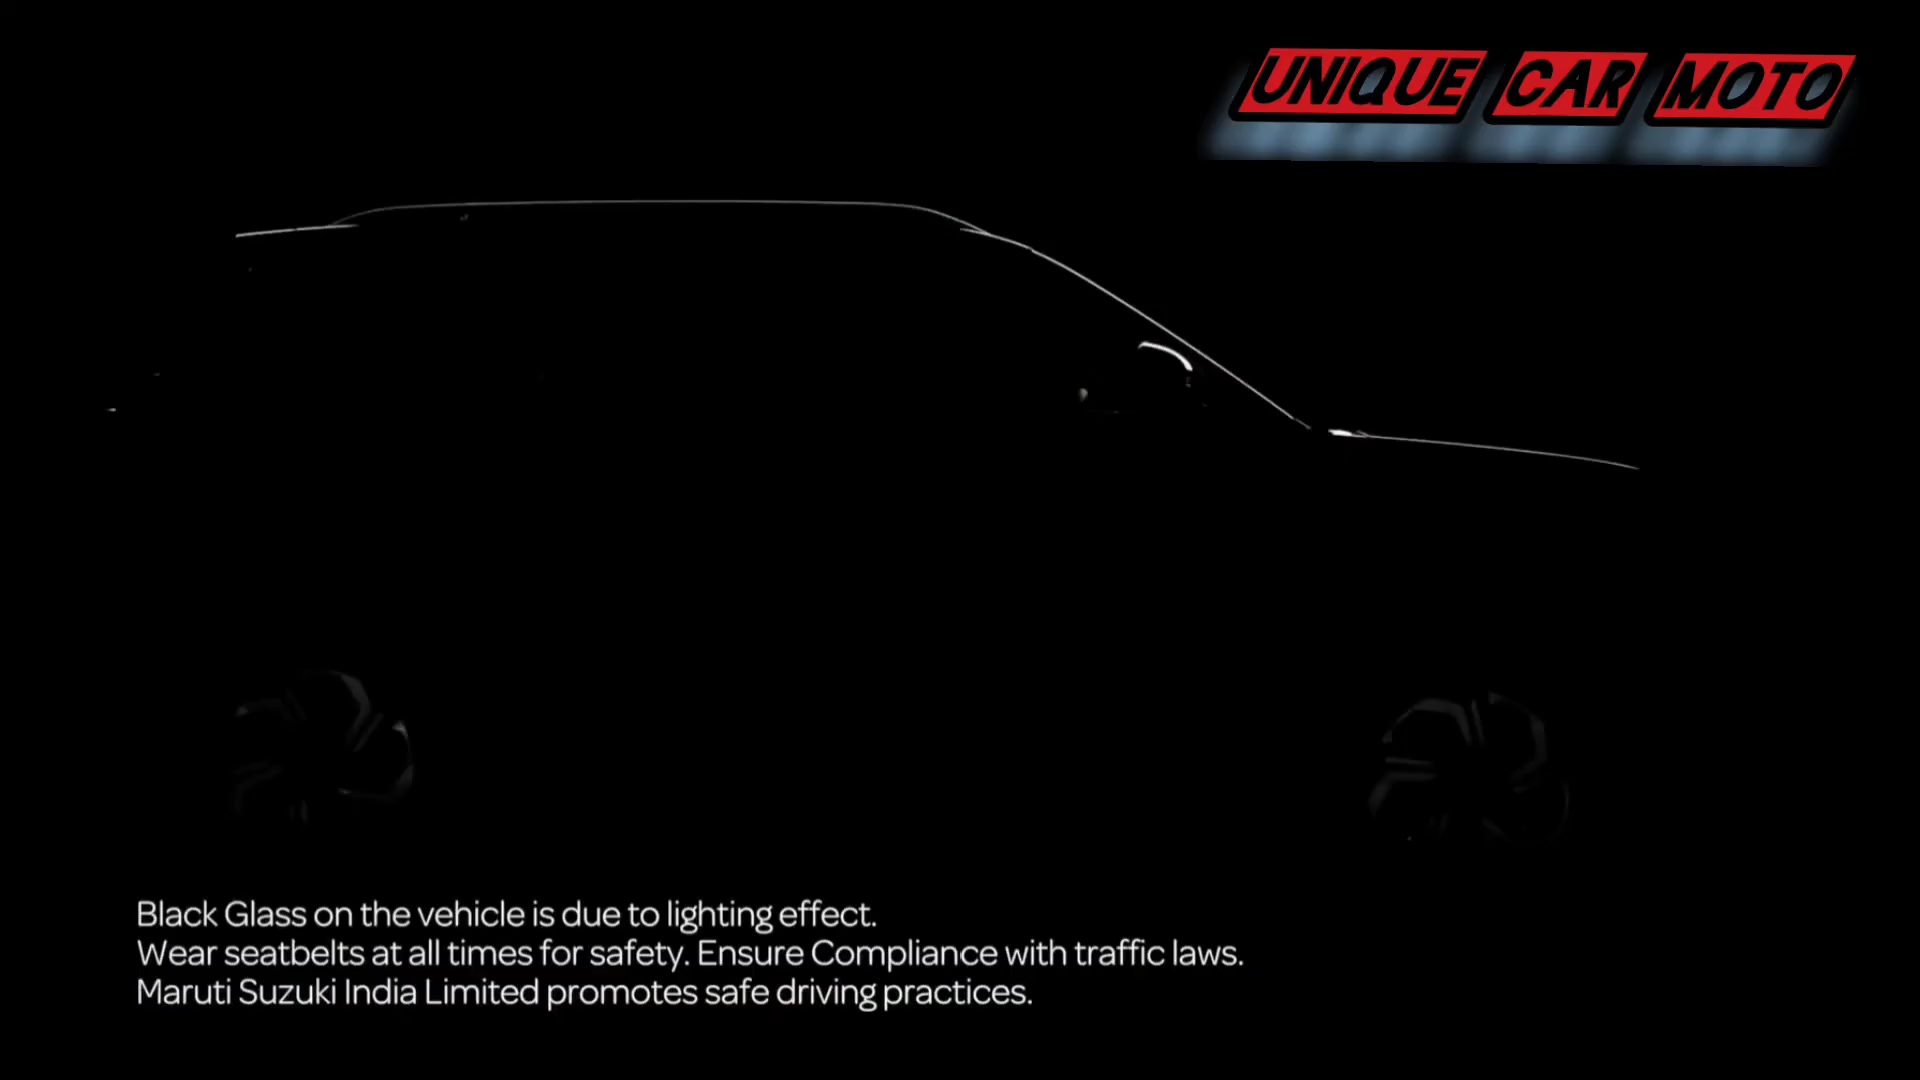 UNIQUE CAR MOTO
Black Glass on the vehicle is due to lighting effect.
Wear seatbelts at all times for safety. Ensure Compliance with traffic laws.
Maruti Suzuki India Limited promotes safe driving practices.